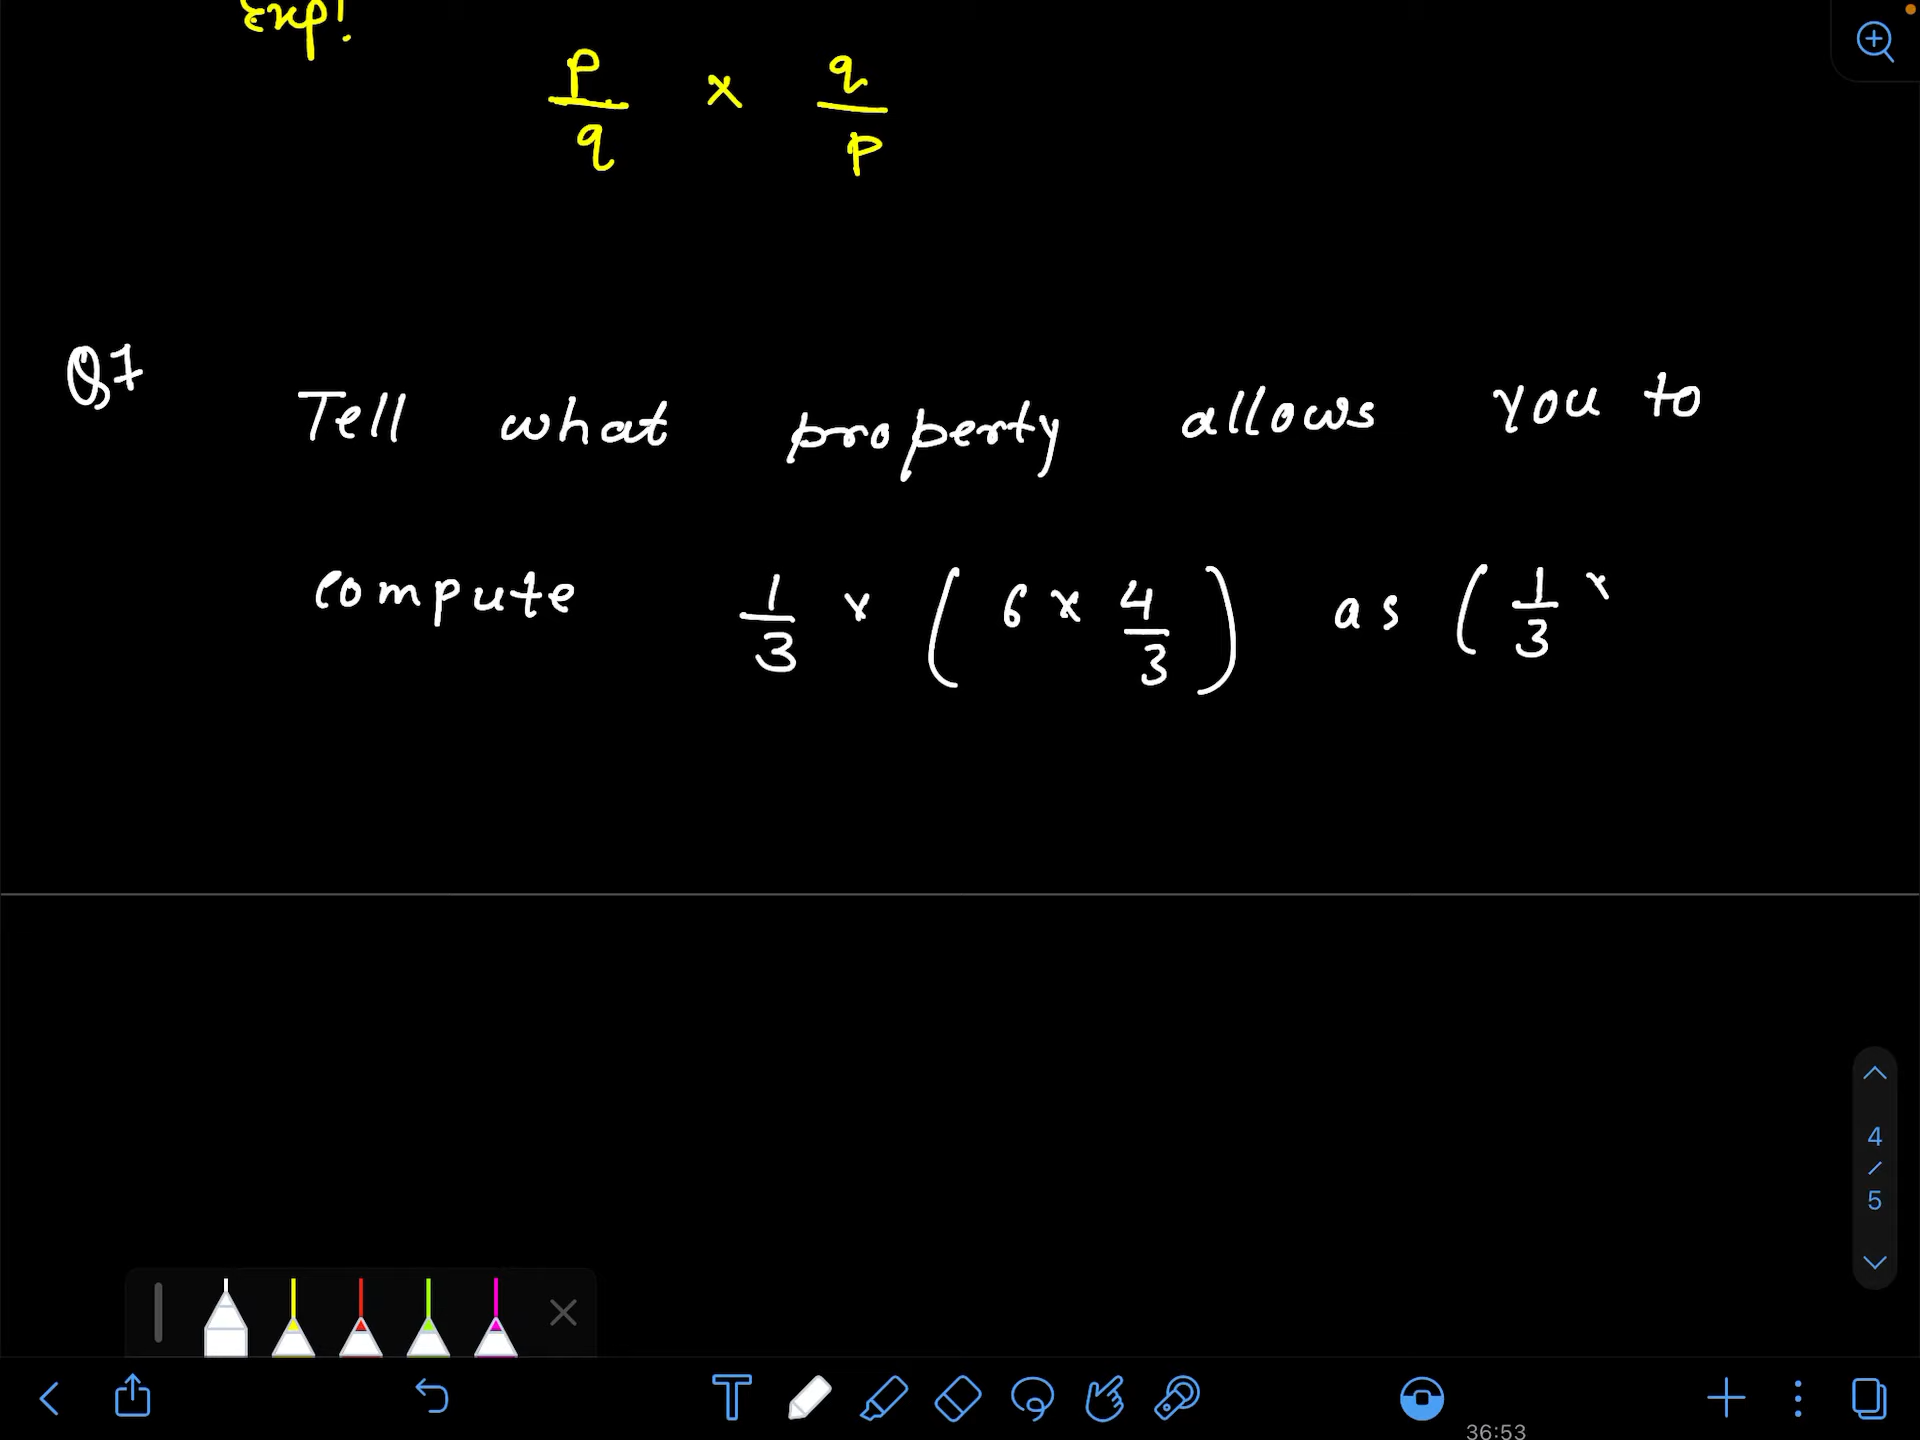 Exp!
p/q × q/p
Q7
Tell what property allows you to
compute 1/3 × (6 × 4/3) as (1/3 ×
4
/
5
T
36:53